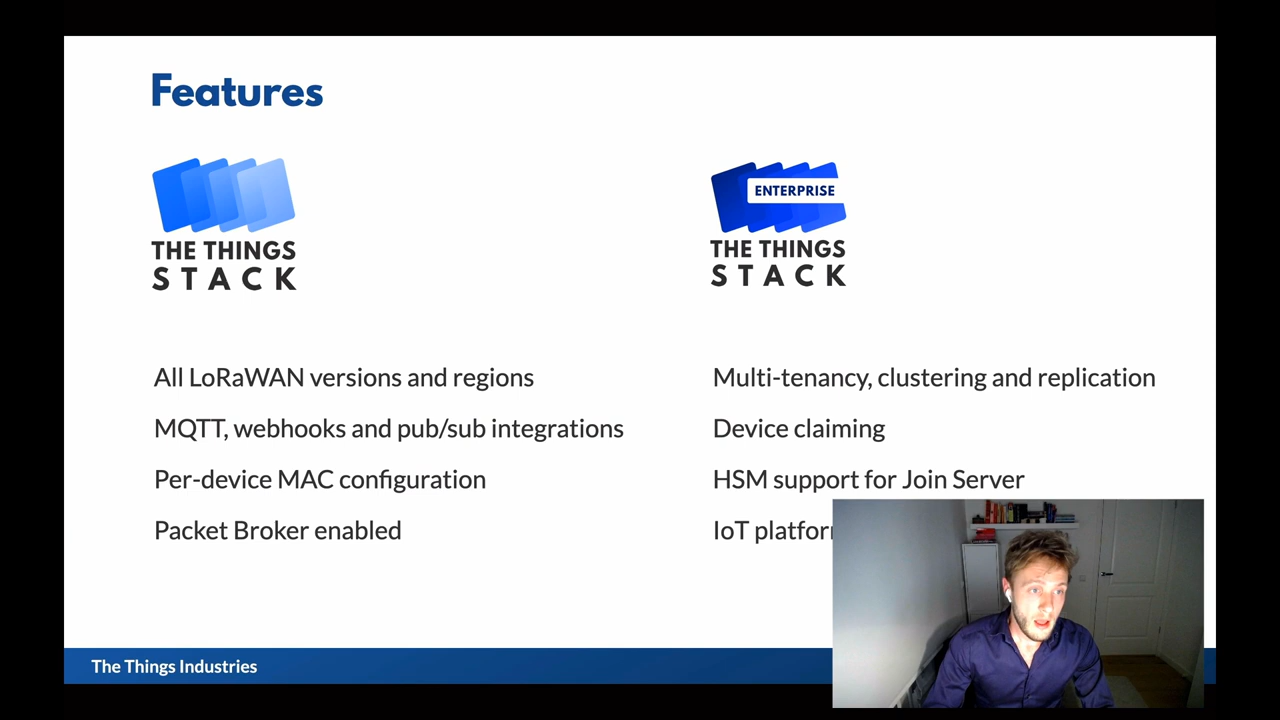 Features
THE THINGS
STACK
ENTERPRISE
THE THINGS
STACK
All LoRaWAN versions and regions
MQTT, webhooks and pub/sub integrations
Per-device MAC configuration
Packet Broker enabled
Multi-tenancy, clustering and replication
Device claiming
HSM support for Join Server
IoT
The Things Industries